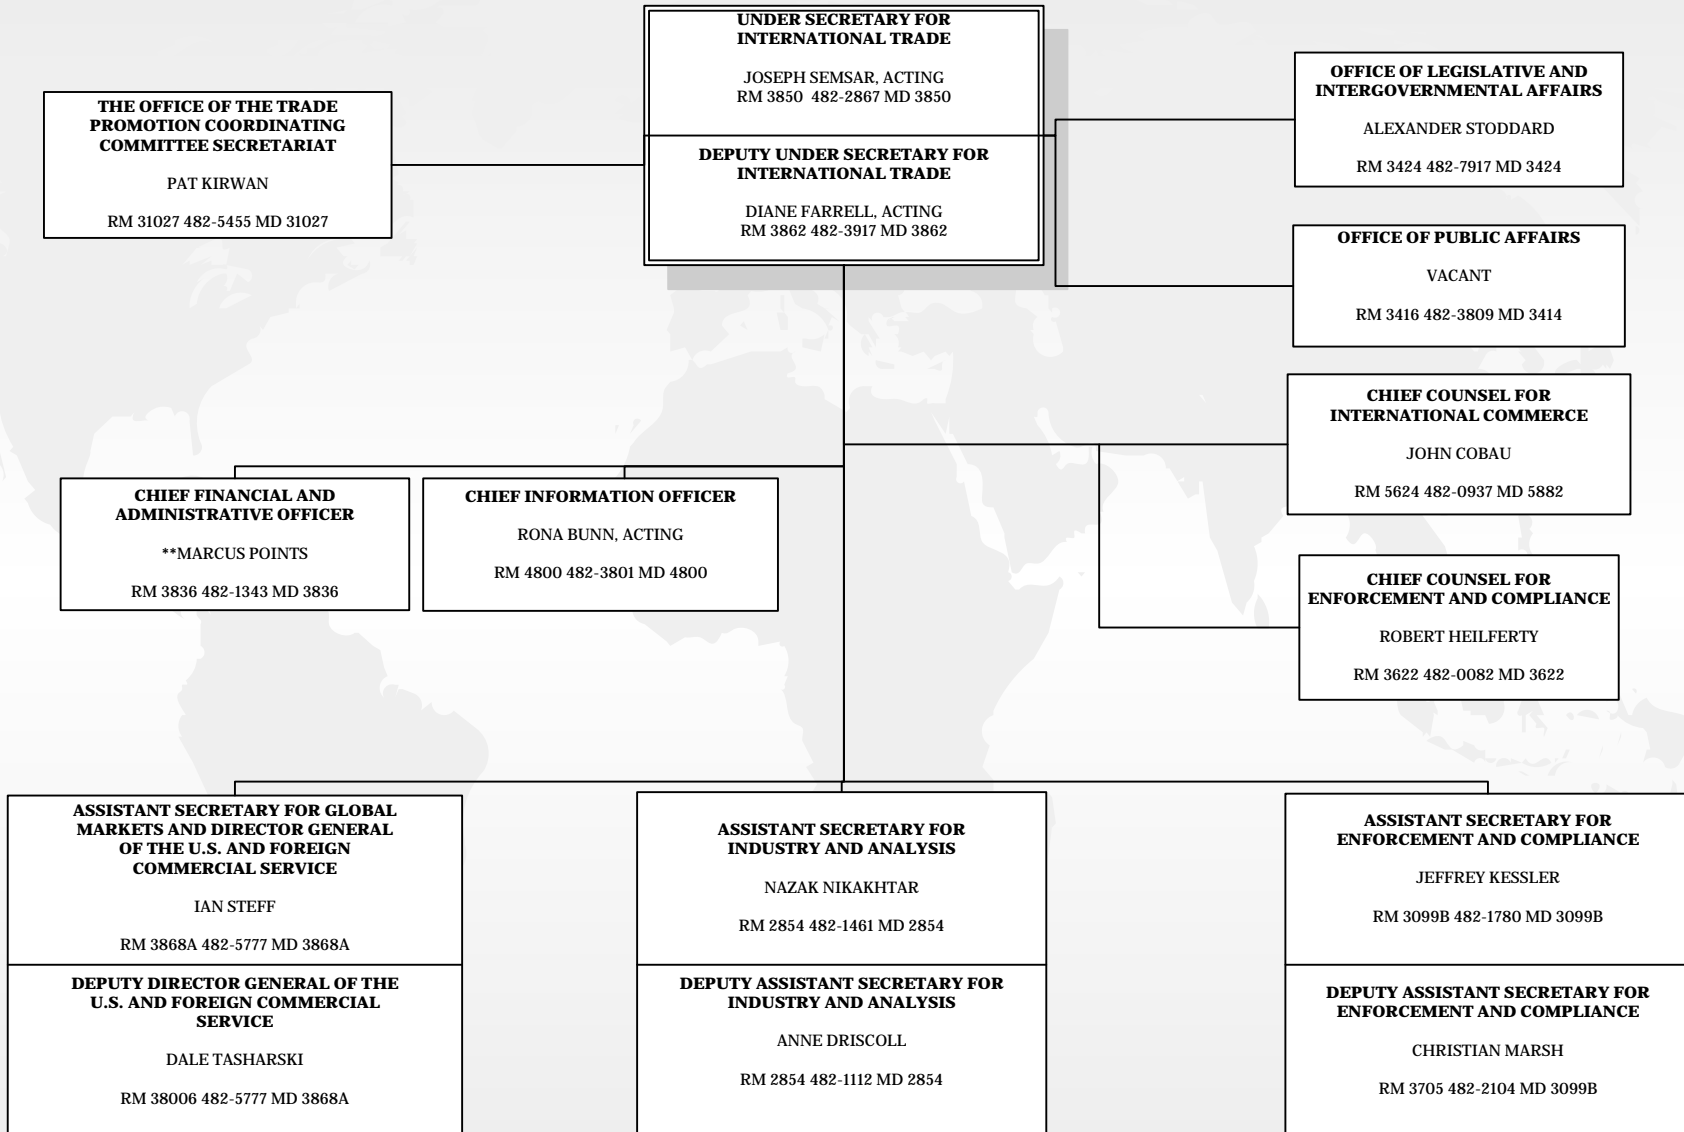 UNDER SECRETARY FOR
INTERNATIONAL TRADE
JOSEPH SEMSAR, ACTING
RM 3850 482-2867 MD 3850
DEPUTY UNDER SECRETARY FOR
INTERNATIONAL TRADE
DIANE FARRELL, ACTING
RM 3862 482-3917 MD 3862
THE OFFICE OF THE TRADE
PROMOTION COORDINATING
COMMITTEE SECRETARIAT
PAT KIRWAN
RM 31027 482-5455 MD 31027
OFFICE OF LEGISLATIVE AND
INTERGOVERNMENTAL AFFAIRS
ALEXANDER STODDARD
RM 3424 482-7917 MD 3424
OFFICE OF PUBLIC AFFAIRS
VACANT
RM 3416 482-3809 MD 3414
CHIEF COUNSEL FOR
INTERNATIONAL COMMERCE
JOHN COBAU
RM 5624 482-0937 MD 5882
CHIEF FINANCIAL AND
ADMINISTRATIVE OFFICER
**MARCUS POINTS
RM 3836 482-1343 MD 3836
CHIEF INFORMATION OFFICER
RONA BUNN, ACTING
RM 4800 482-3801 MD 4800
CHIEF COUNSEL FOR
ENFORCEMENT AND COMPLIANCE
ROBERT HEILFERTY
RM 3622 482-0082 MD 3622
ASSISTANT SECRETARY FOR GLOBAL
MARKETS AND DIRECTOR GENERAL
OF THE U.S. AND FOREIGN
COMMERCIAL SERVICE
IAN STEFF
RM 3868A 482-5777 MD 3868A
DEPUTY DIRECTOR GENERAL OF THE
U.S. AND FOREIGN COMMERCIAL
SERVICE
DALE TASHARSKI
RM 38006 482-5777 MD 3868A
ASSISTANT SECRETARY FOR
INDUSTRY AND ANALYSIS
NAZAK NIKAKHTAR
RM 2854 482-1461 MD 2854
DEPUTY ASSISTANT SECRETARY FOR
INDUSTRY AND ANALYSIS
ANNE DRISCOLL
RM 2854 482-1112 MD 2854
ASSISTANT SECRETARY FOR
ENFORCEMENT AND COMPLIANCE
JEFFREY KESSLER
RM 3099B 482-1780 MD 3099B
DEPUTY ASSISTANT SECRETARY FOR
ENFORCEMENT AND COMPLIANCE
CHRISTIAN MARSH
RM 3705 482-2104 MD 3099B